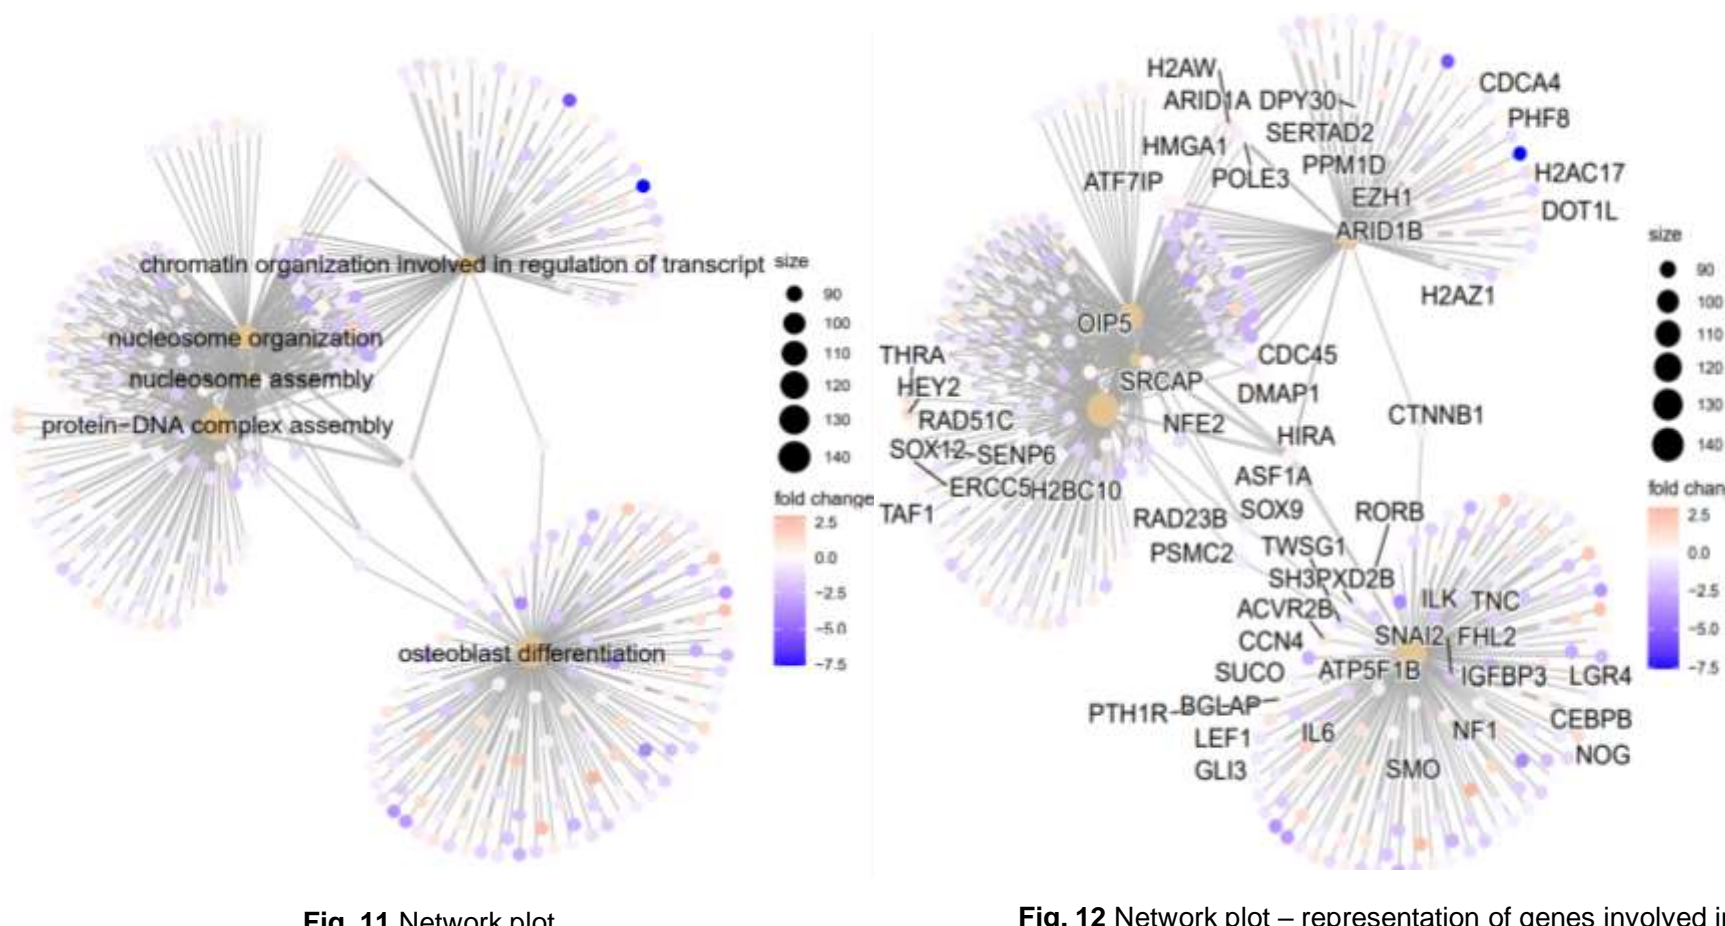 chromatin organization involved in regulation of transcript
nucleosome organization
nucleosome assembly
protein−DNA complex assembly
osteoblast differentiation
size
90
100
110
120
130
140
fold change
2.5
0.0
−2.5
−5.0
−7.5
H2AW
ARID1A DPY30
CDCA4
PHF8
SERTAD2
HMGA1
PPM1D
ATF7IP
POLE3
H2AC17
EZH1
DOT1L
ARID1B
H2AZ1
OIP5
THRA
CDC45
HEY2
SRCAP
DMAP1
RAD51C
NFE2
CTNNB1
HIRA
SOX12 SENP6
ASF1A
ERCC5 H2BC10
TAF1
RAD23B
SOX9
RORB
PSMC2
TWSG1
SH3PXD2B
ACVR2B
ILK TNC
CCN4
SNAI2 FHL2
SUCO
ATP5F1B
IGFBP3 LGR4
PTH1R BGLAP
CEBPB
LEF1
IL6
NF1
NOG
GLI3
SMO
size
90
100
110
120
130
140
fold chan
2.5
0.0
−2.5
−5.0
−7.5
Fig. 11 Network plot
Fig. 12 Network plot – representation of genes involved in